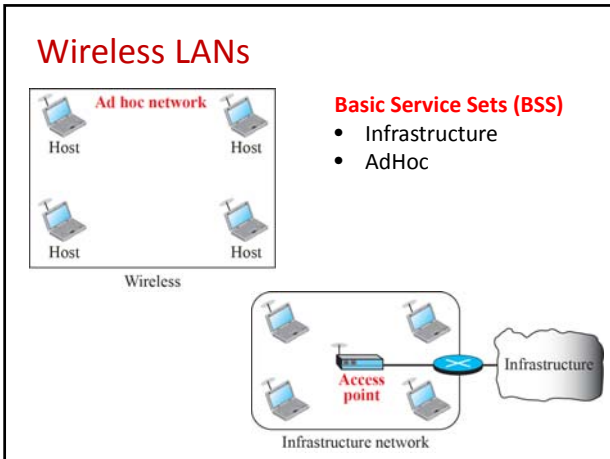 Wireless LANs
Ad hoc network
Host
Host
Host
Host
Wireless
Basic Service Sets (BSS)
• Infrastructure
• AdHoc
Access
point
Infrastructure
Infrastructure network